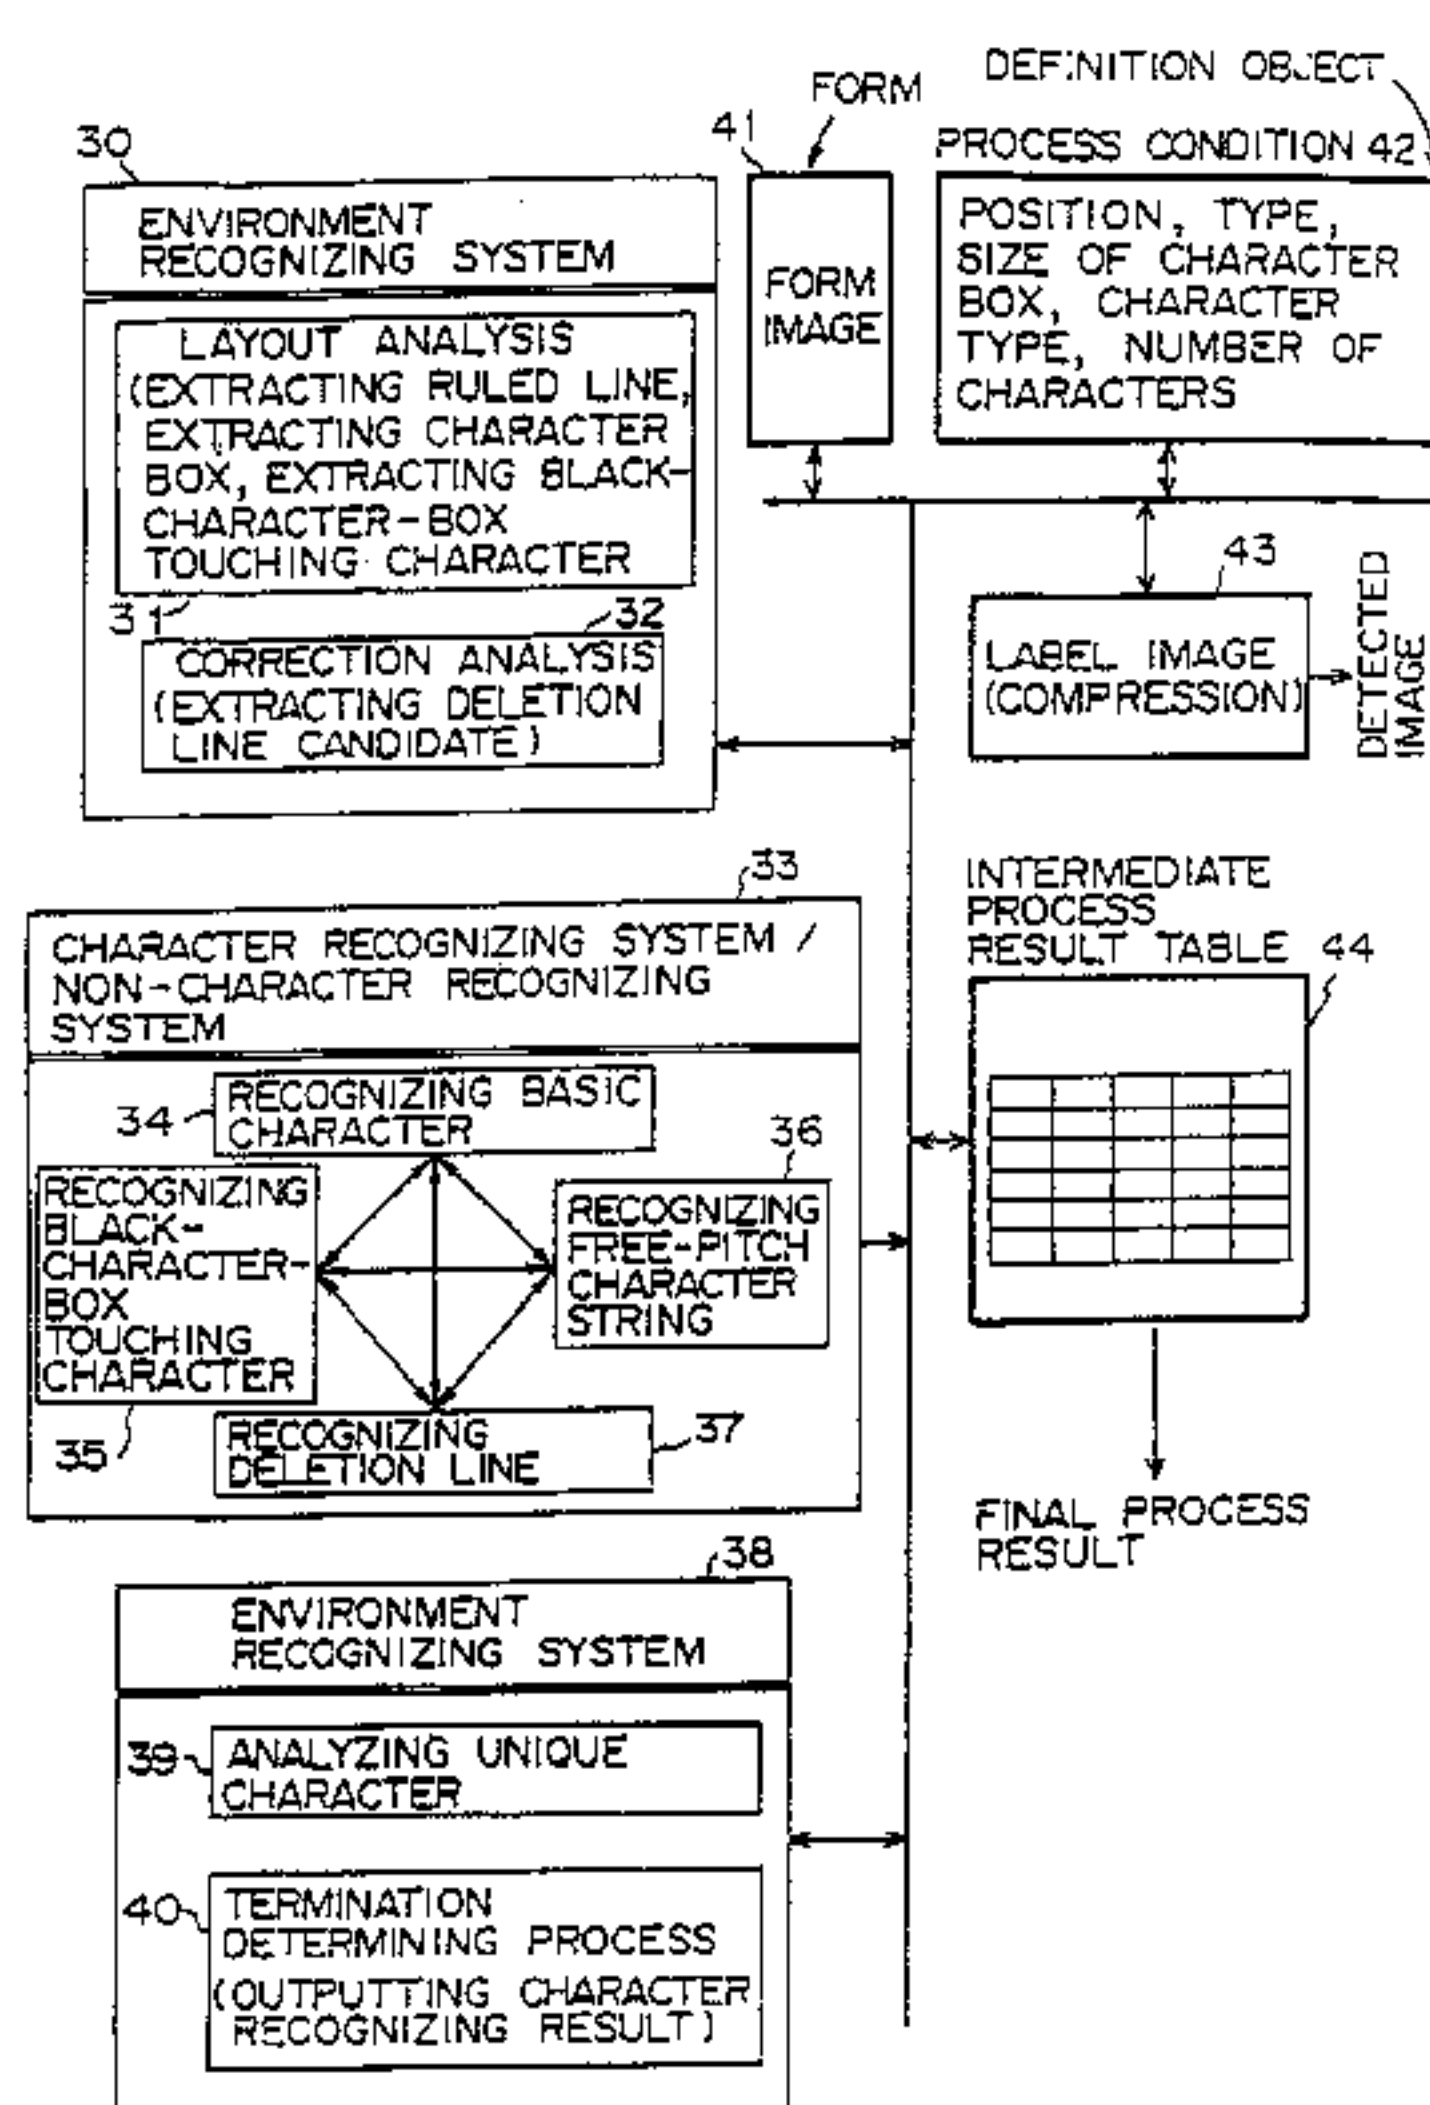 DEFINITION OBJECT
FORM
41
PROCESS CONDITION 42
30
ENVIRONMENT
RECOGNIZING SYSTEM
FORM
IMAGE
POSITION, TYPE,
SIZE OF CHARACTER
BOX, CHARACTER
TYPE, NUMBER OF
CHARACTERS
LAYOUT ANALYSIS
(EXTRACTING RULED LINE,
EXTRACTING CHARACTER
BOX, EXTRACTING BLACK-
CHARACTER-BOX
TOUCHING CHARACTER
31
32
CORRECTION ANALYSIS
(EXTRACTING DELETION
LINE CANDIDATE)
43
LABEL IMAGE
(COMPRESSION)
DETECTED
IMAGE
33
CHARACTER RECOGNIZING SYSTEM /
NON-CHARACTER RECOGNIZING
SYSTEM
INTERMEDIATE
PROCESS
RESULT TABLE 44
34
RECOGNIZING BASIC
CHARACTER
36
RECOGNIZING
BLACK-
CHARACTER-
BOX
TOUCHING
CHARACTER
35
RECOGNIZING
FREE-PITCH
CHARACTER
STRING
RECOGNIZING
DELETION LINE
37
FINAL PROCESS
RESULT
38
ENVIRONMENT
RECOGNIZING SYSTEM
39
ANALYZING UNIQUE
CHARACTER
40
TERMINATION
DETERMINING PROCESS
(OUTPUTTING CHARACTER
RECOGNIZING RESULT)